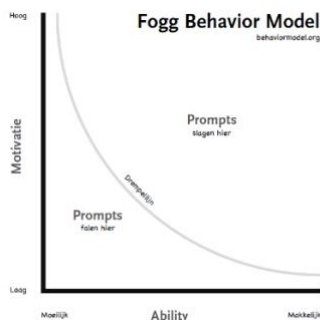 Hoog
Fogg Behavior Model
behaviormodel.org
Motivatie
Prompts
slagen hier
Drempellijn
Prompts
falen hier
Laag
Moeilijk
Ability
Makkelijk